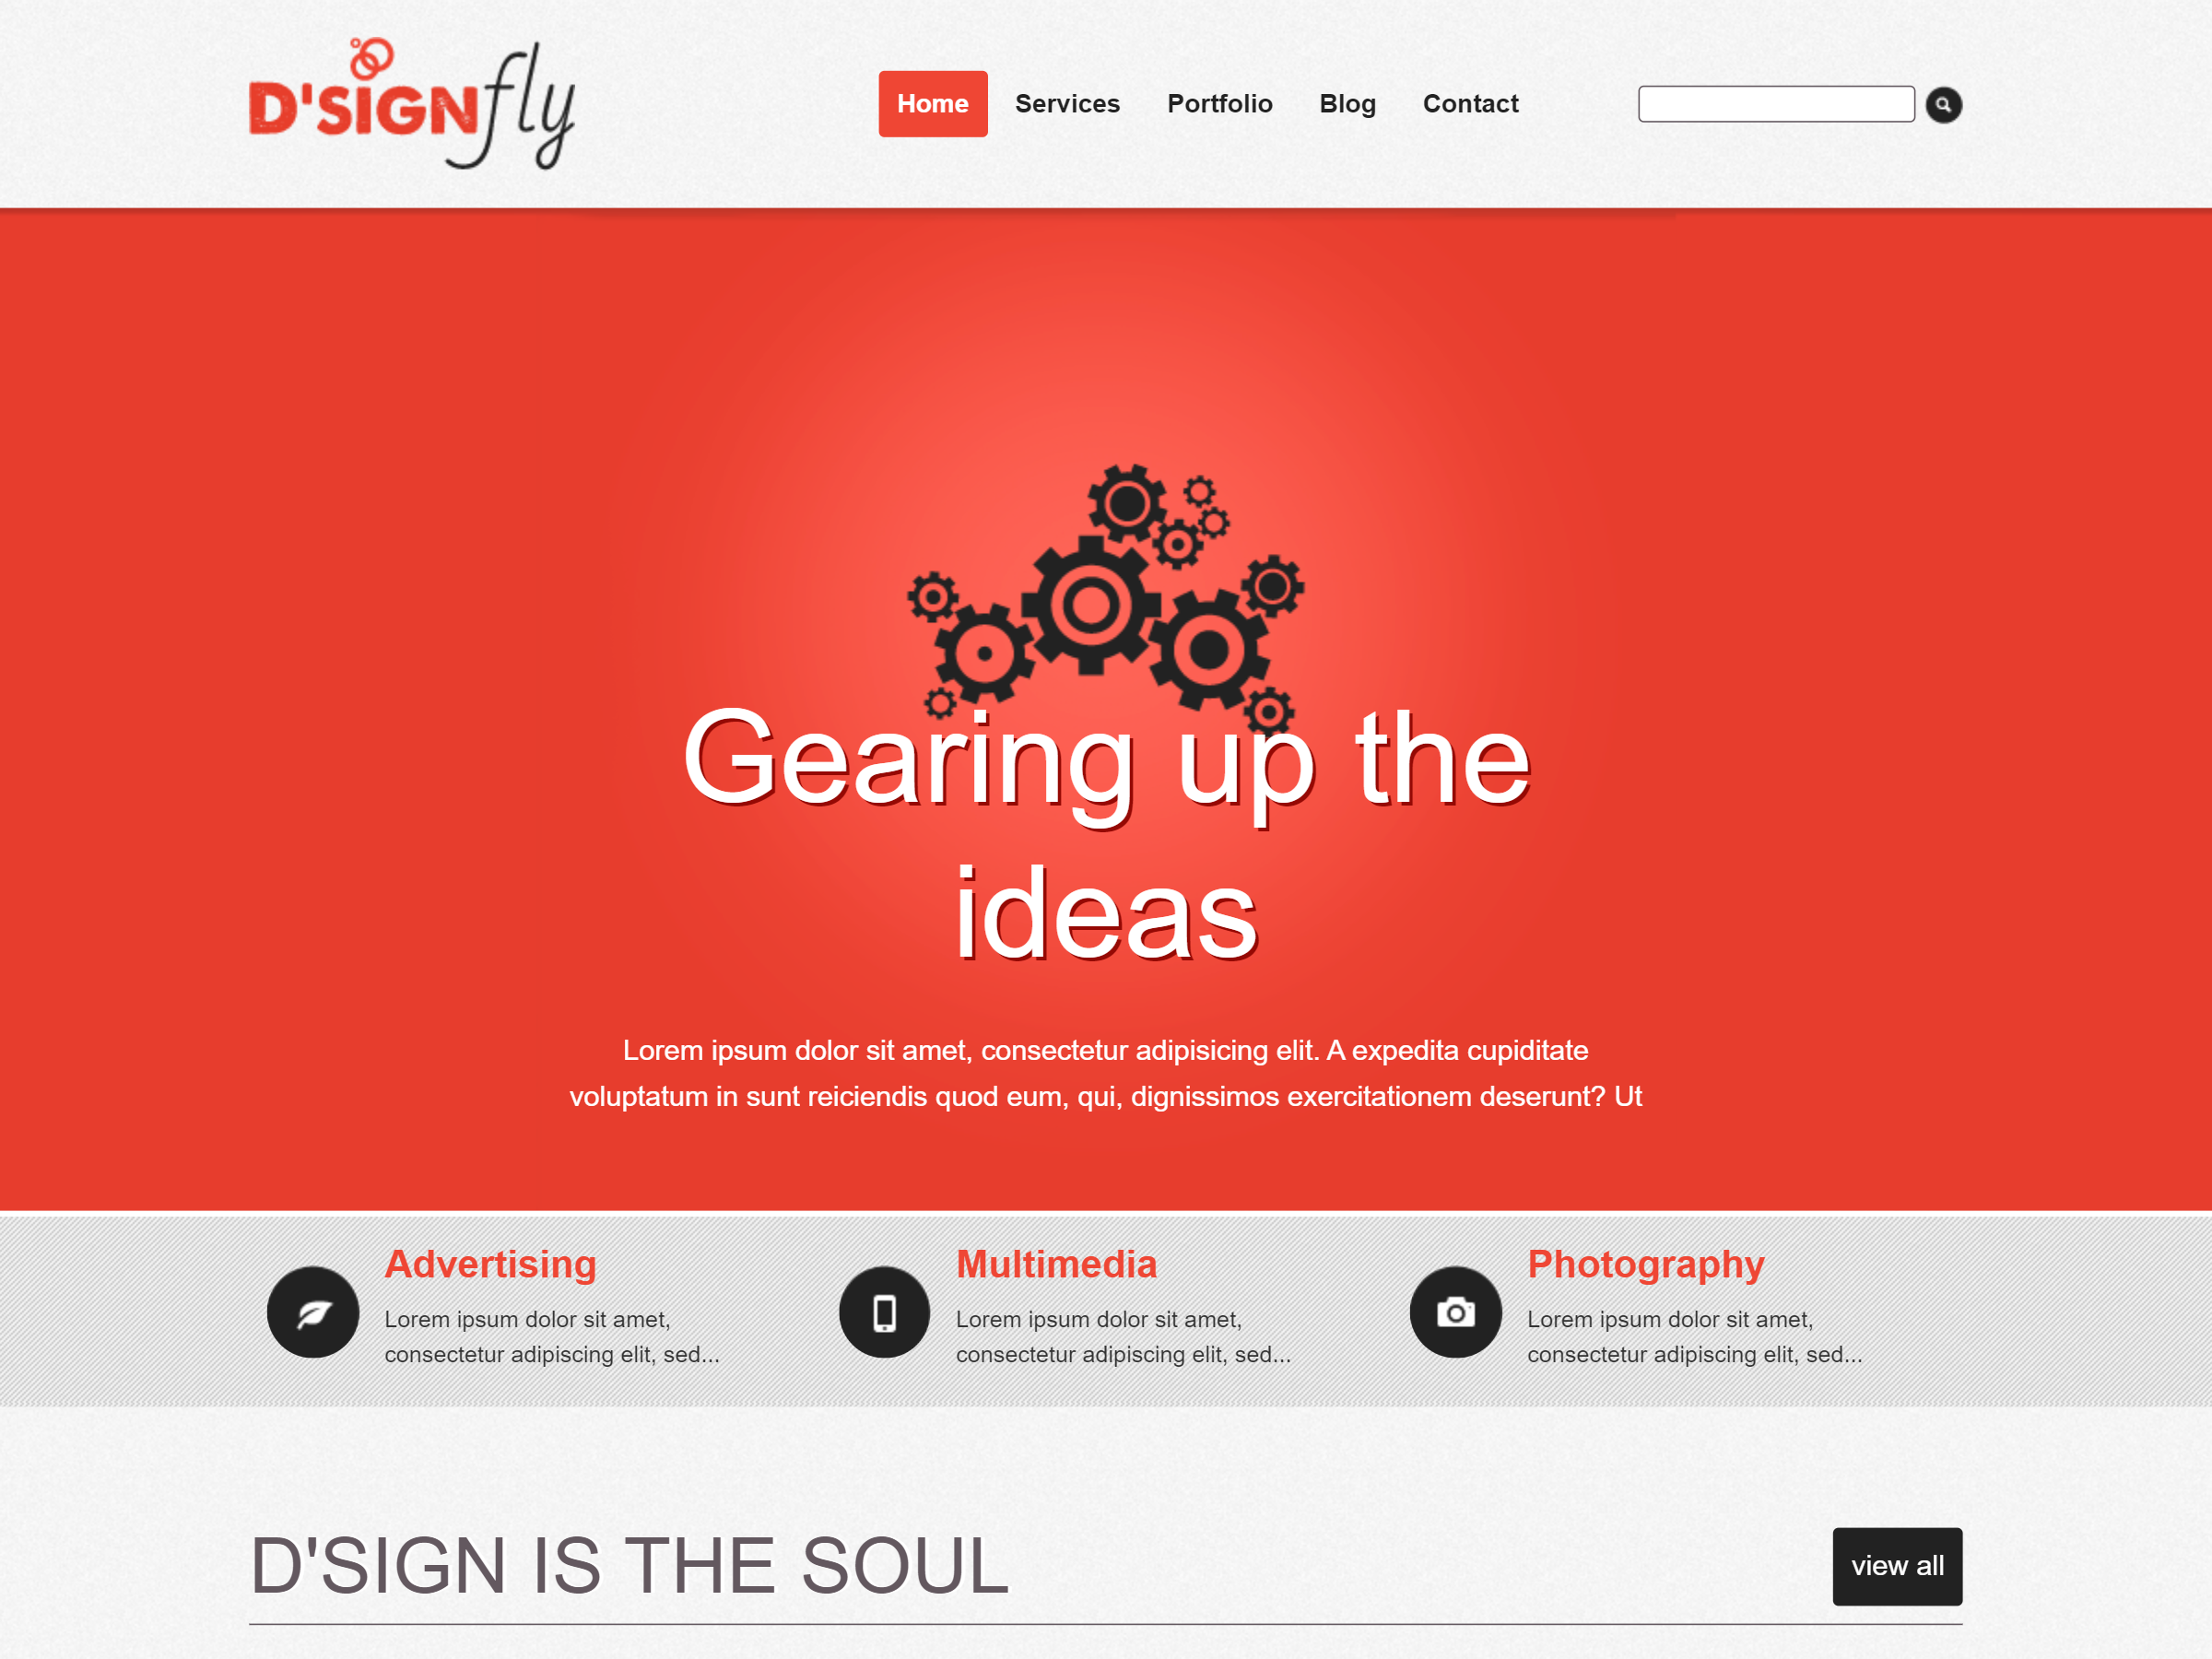 D'SIGNfly
Home Services Portfolio Blog Contact
Gearing up the
ideas
Lorem ipsum dolor sit amet, consectetur adipisicing elit. A expedita cupiditate
voluptatum in sunt reiciendis quod eum, qui, dignissimos exercitationem deserunt? Ut
Advertising
Lorem ipsum dolor sit amet,
consectetur adipiscing elit, sed...
Multimedia
Lorem ipsum dolor sit amet,
consectetur adipiscing elit, sed...
Photography
Lorem ipsum dolor sit amet,
consectetur adipiscing elit, sed...
D'SIGN IS THE SOUL
view all